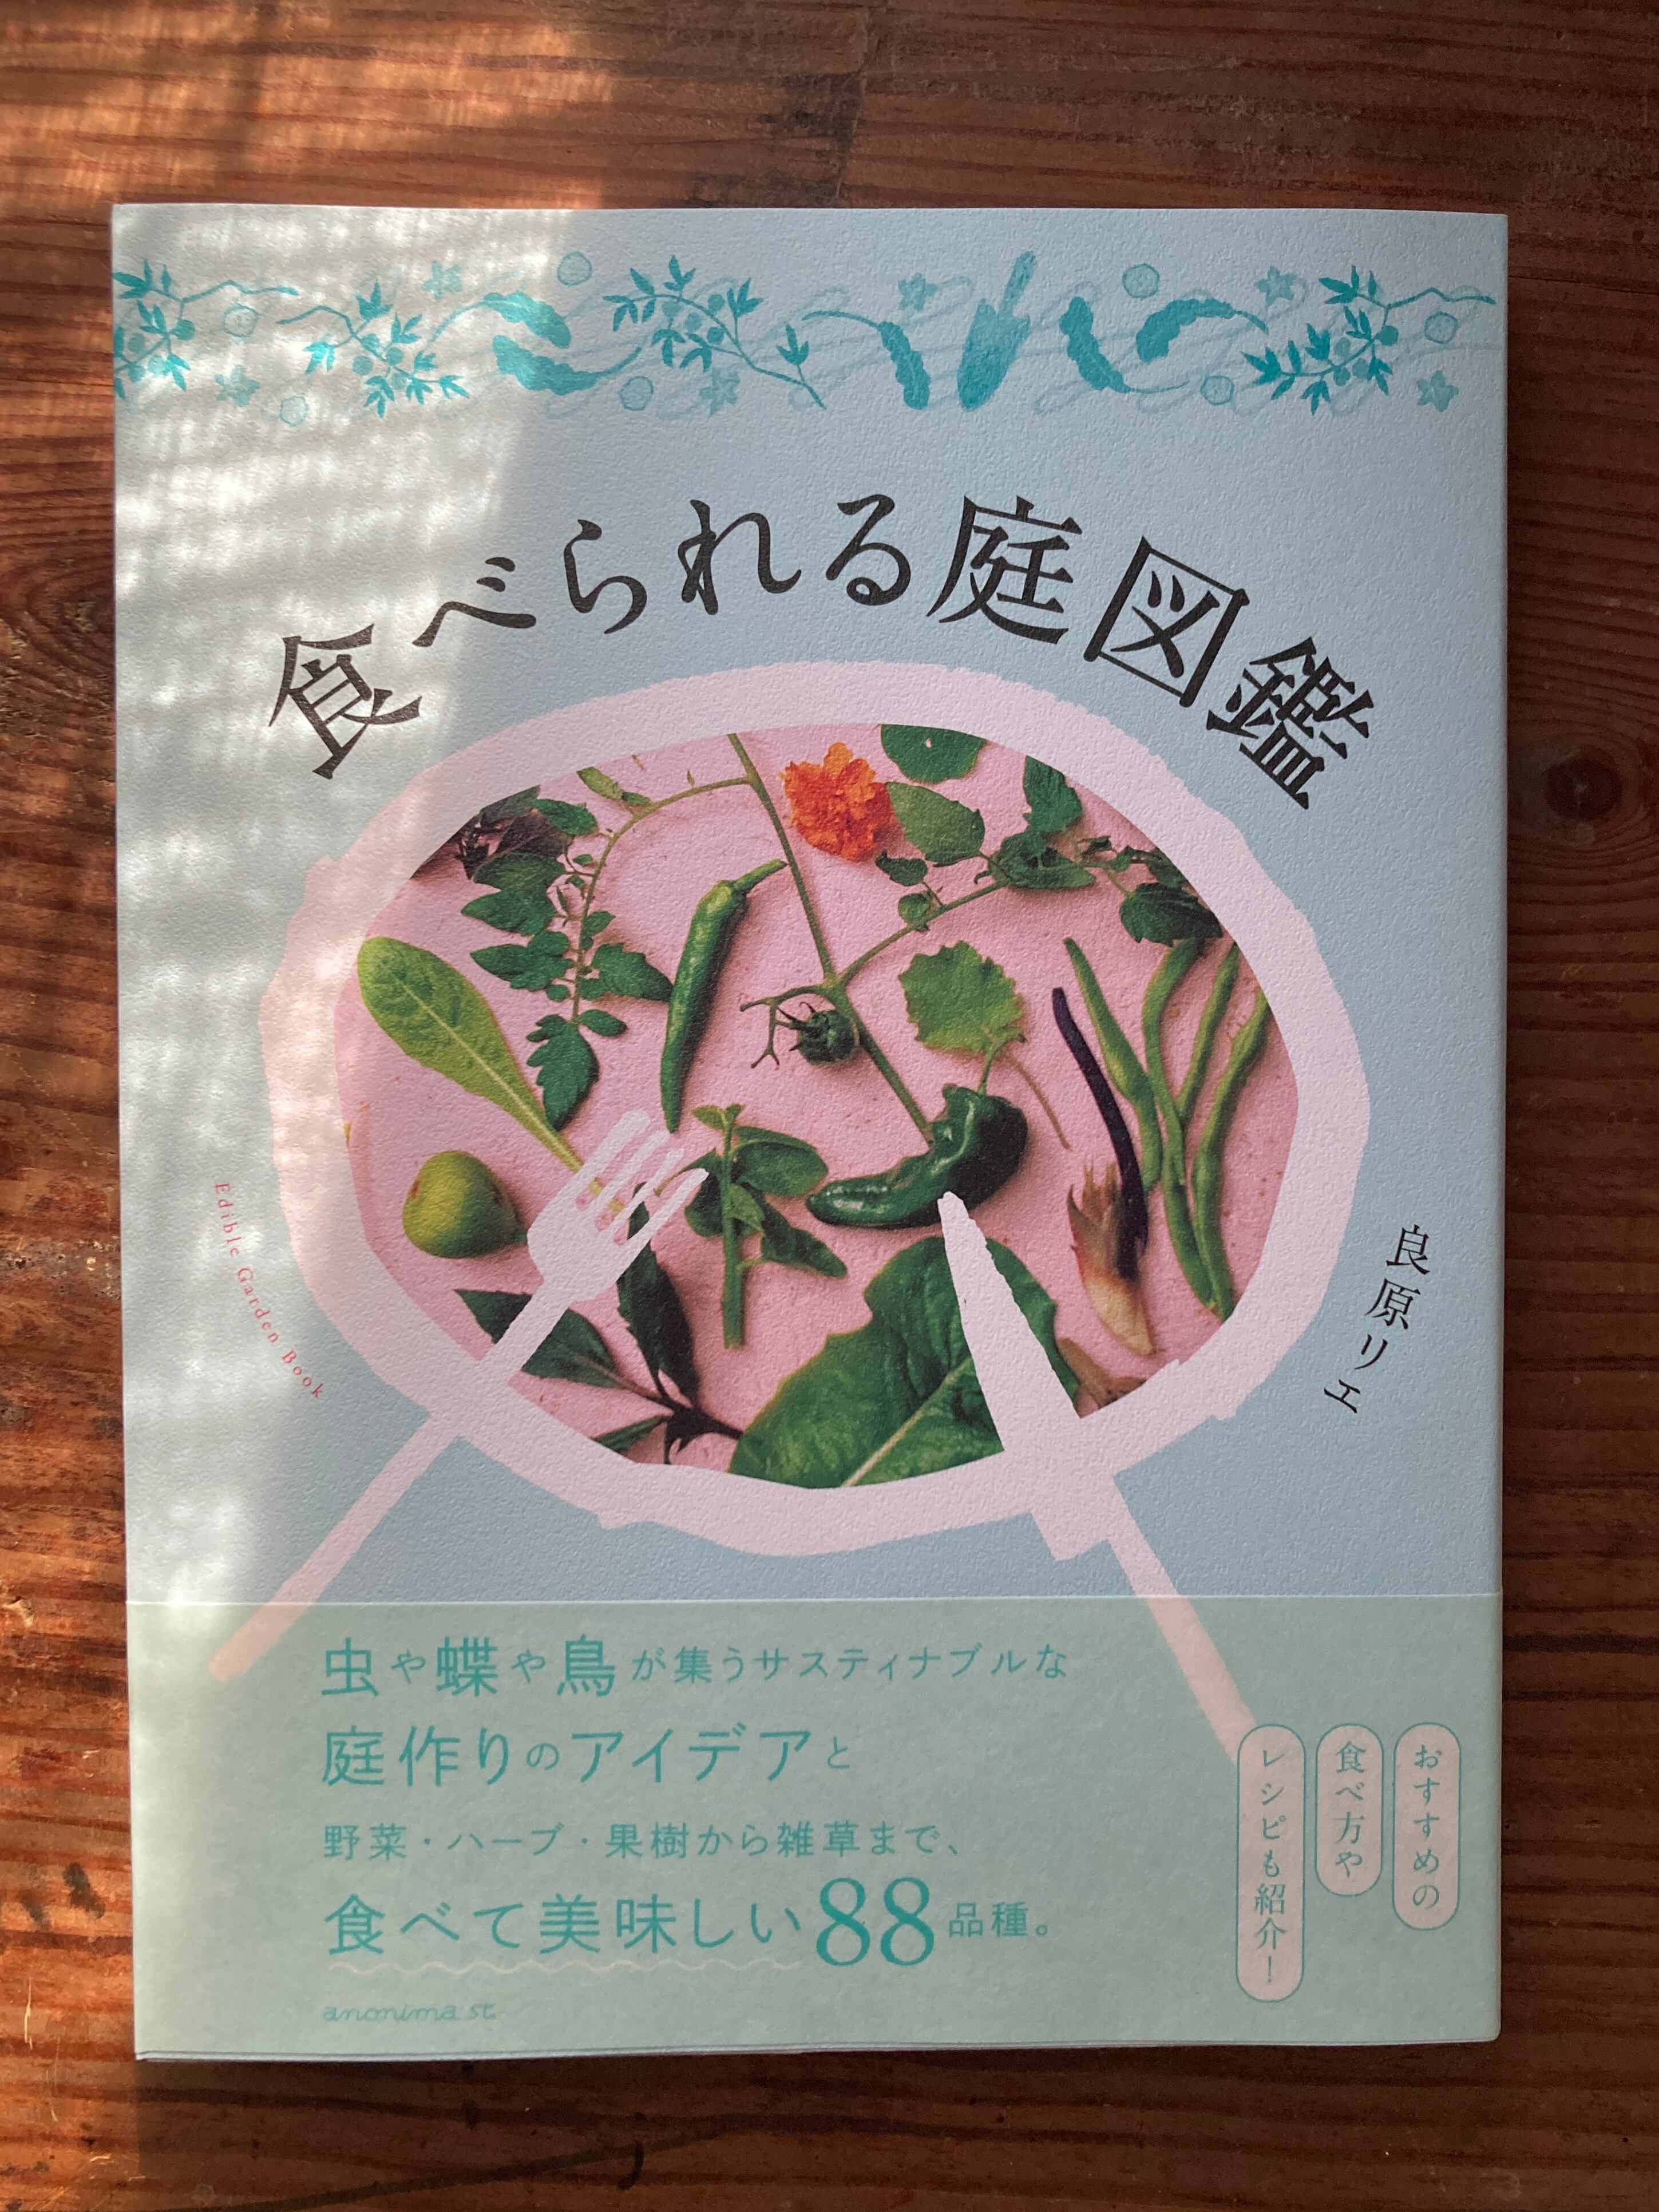 食べられる庭図鑑
Edible Garden Book
良原リエ
虫や蝶や鳥が集うサスティナブルな
庭作りのアイデアと
野菜・ハーブ・果樹から雑草まで、
食べて美味しい88品種。
おすすめの
食べ方や
レシピも紹介!
anonima st.